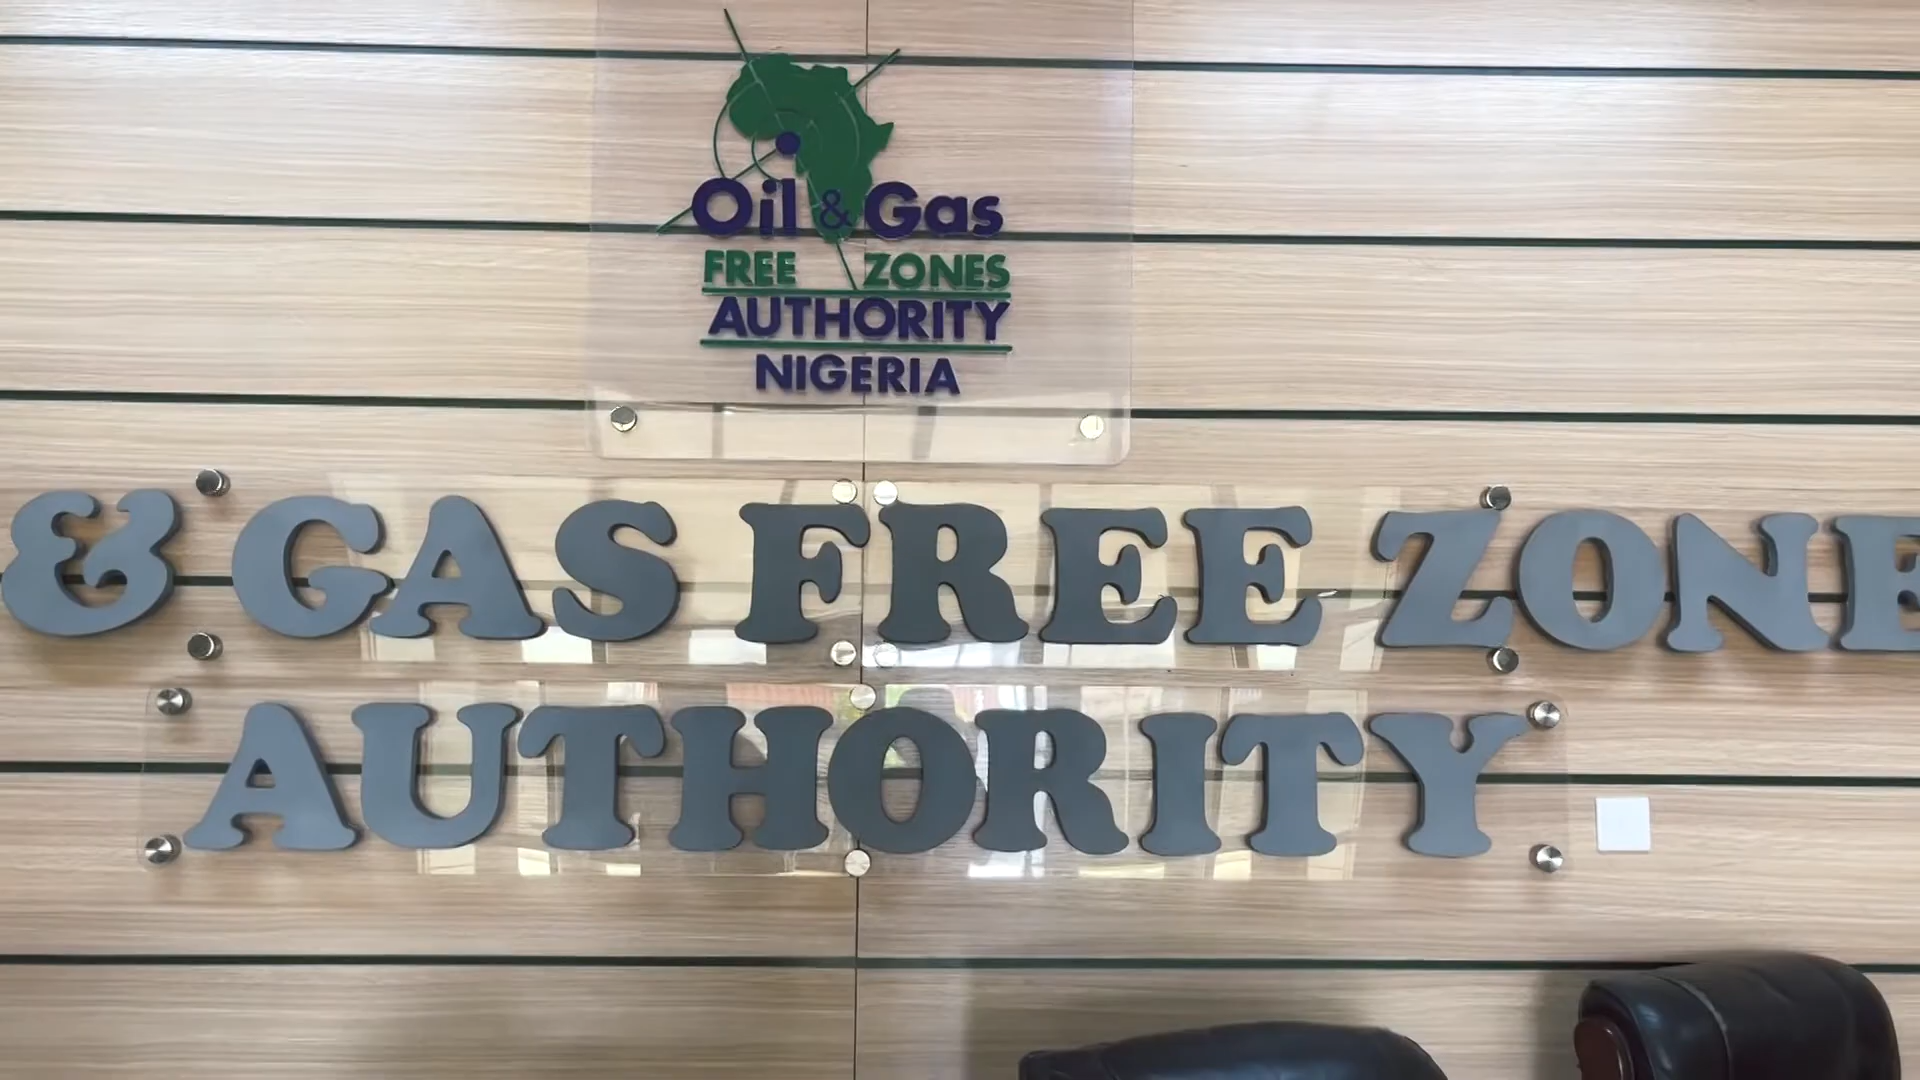 Oil & Gas
FREE ZONES
AUTHORITY
NIGERIA
& GAS FREE ZONE
AUTHORITY